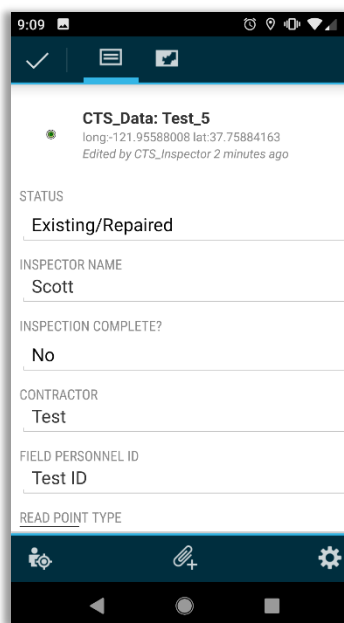 9:09
CTS_Data: Test_5
long:-121.95588008 lat:37.75884163
Edited by CTS_Inspector 2 minutes ago
STATUS
Existing/Repaired
INSPECTOR NAME
Scott
INSPECTION COMPLETE?
No
CONTRACTOR
Test
FIELD PERSONNEL ID
Test ID
READ POINT TYPE